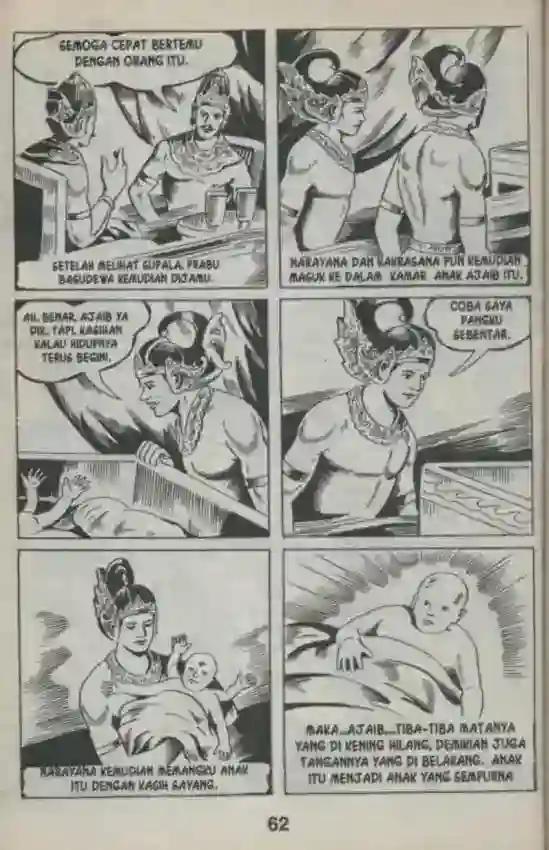 SEMOGA CEPAT BERTEMU
DENGAN ORANG ITU.
SETELAH MELIHAT SUPALA, PRABU
BASUDEWA KEMUDIAN DIJAMU.
NARAYANA DAN KAKRASANA PUN KEMUDIAN
MASUK KE DALAM KAMAR ANAK AJAIB ITU.
AH, BENAR, AJAIB YA
DIK. TAPI, KASIHAN
KALAU HIDUPNYA
TERUS BEGINI.
COBA SAYA
PANGKU
SEBENTAR.
NARAYANA KEMUDIAN MEMANGKU ANAK
ITU DENGAN KASIH SAYANG.
MAKA...AJAIB....TIBA-TIBA MATANYA
YANG DI KENING HILANG, DEMIKIAN JUGA
TANGANNYA YANG DI BELAKANG. ANAK
ITU MENJADI ANAK YANG SEMPURNA
62